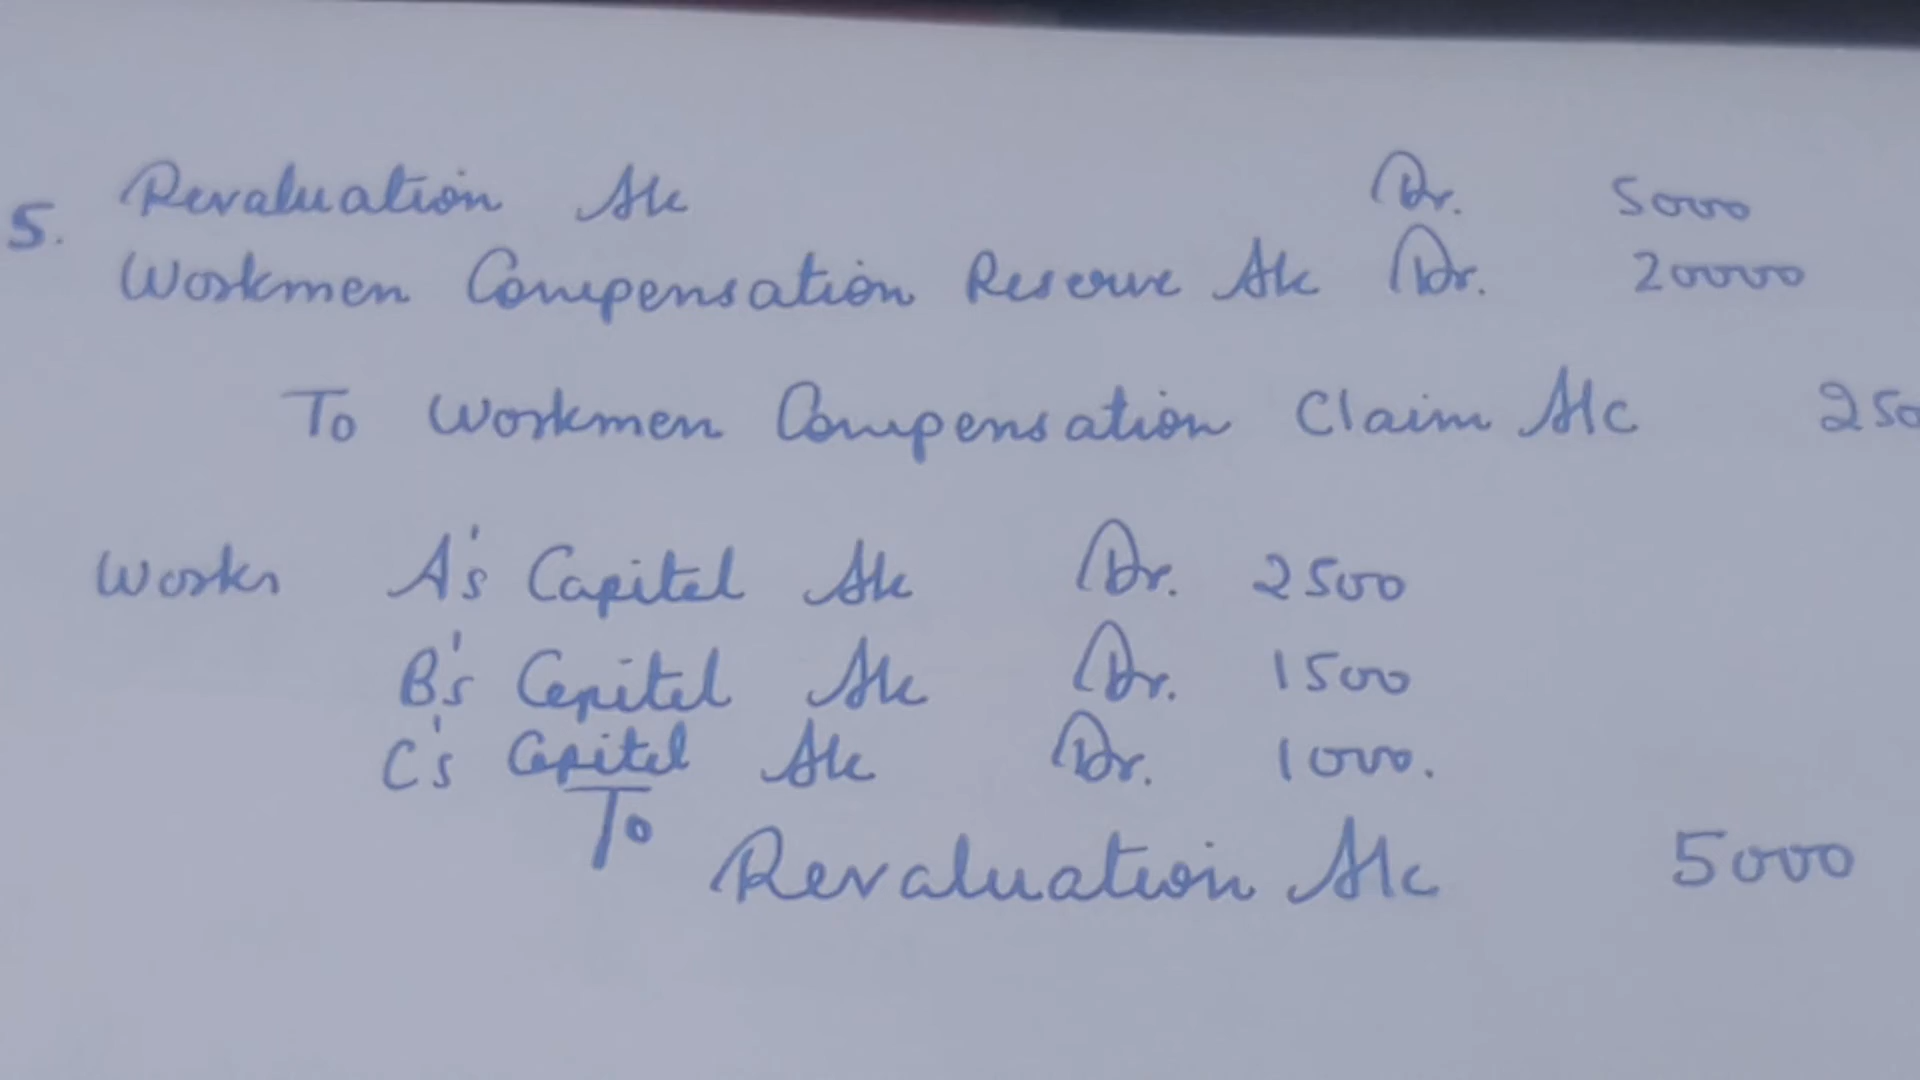 5. Revaluation A/c Dr. 5000
Workmen Compensation Reserve A/c Dr. 20000
To Workmen Compensation Claim A/c 250
Works A's Capital A/c Dr. 2500
B's Capital A/c Dr. 1500
C's Capital A/c Dr. 1000.
To Revaluation A/c 5000